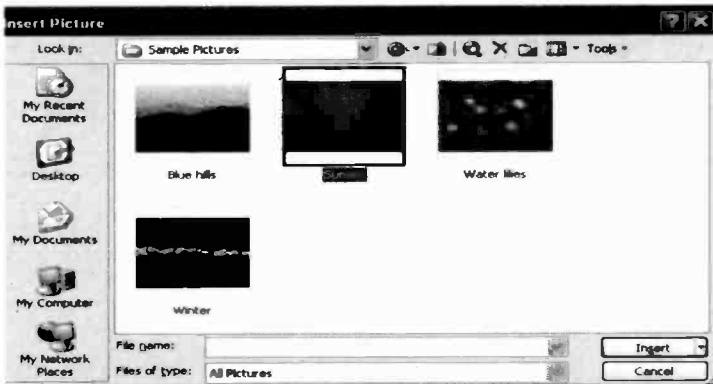 Insert Picture
Look in:
Sample Pictures
Tools
My Recent
Documents
Desktop
My Documents
My Computer
My Network
Places
Blue hills
Water lilies
Winter
File name:
Insert
Files of type:
All Pictures
Cancel